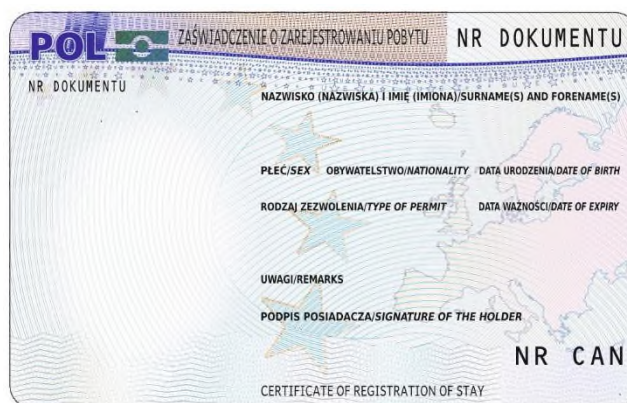 POL ZAŚWIADCZENIE O ZAREJESTROWANIU POBYTU NR DOKUMENTU
NR DOKUMENTU
NAZWISKO (NAZWISKA) I IMIĘ (IMIONA)/SURNAME(S) AND FORENAME(S)
PŁEĆ/SEX OBYWATELSTWO/NATIONALITY DATA URODZENIA/DATE OF BIRTH
RODZAJ ZEZWOLENIA/TYPE OF PERMIT DATA WAŻNOŚCI/DATE OF EXPIRY
UWAGI/REMARKS
PODPIS POSIADACZA/SIGNATURE OF THE HOLDER
NR CAN
CERTIFICATE OF REGISTRATION OF STAY